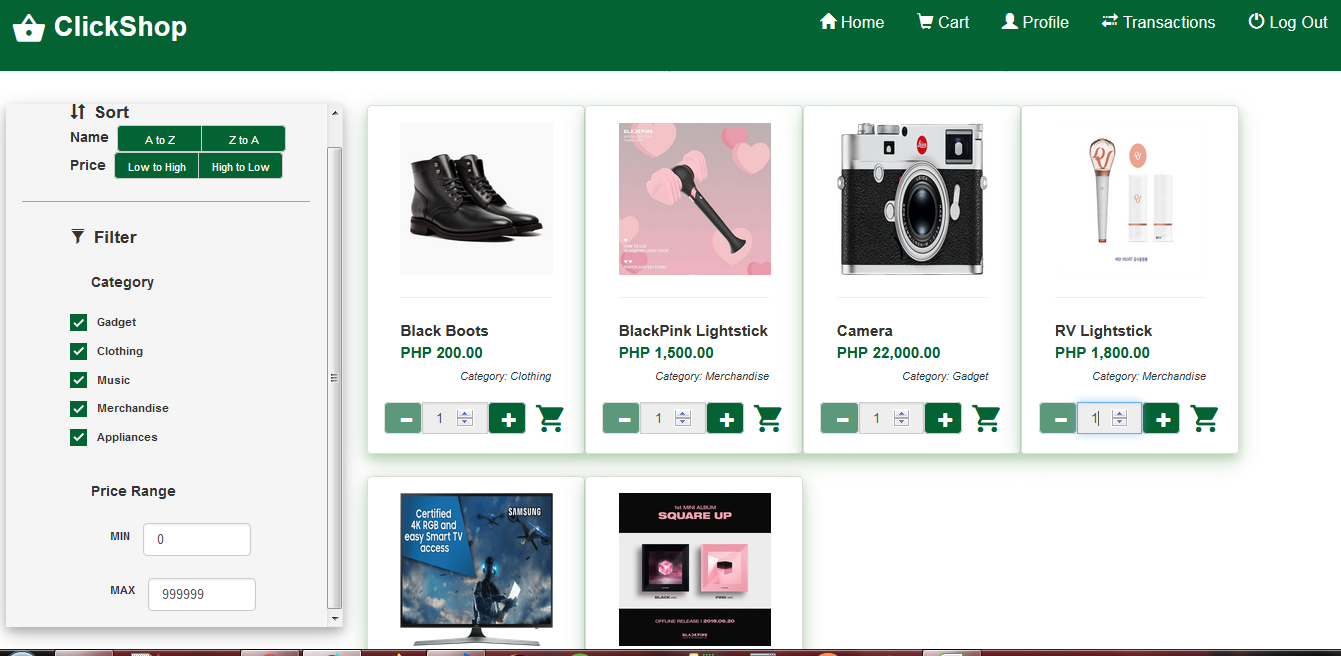 ClickShop
Home Cart Profile Transactions Log Out
Sort
Name A to Z Z to A
Price Low to High High to Low
Filter
Category
Gadget
Clothing
Music
Merchandise
Appliances
Price Range
MIN 0
MAX 999999
BLACKPINK
Black Boots
PHP 200.00
Category: Clothing
1
BlackPink Lightstick
PHP 1,500.00
Category: Merchandise
1
Leica
Camera
PHP 22,000.00
Category: Gadget
1
RV Lightstick
PHP 1,800.00
Category: Merchandise
1
Certified
4K RGB and
easy Smart TV
access
SAMSUNG
1st MINI ALBUM
SQUARE UP
OFFLINE RELEASE | 2018.06.20
BLACKPINK